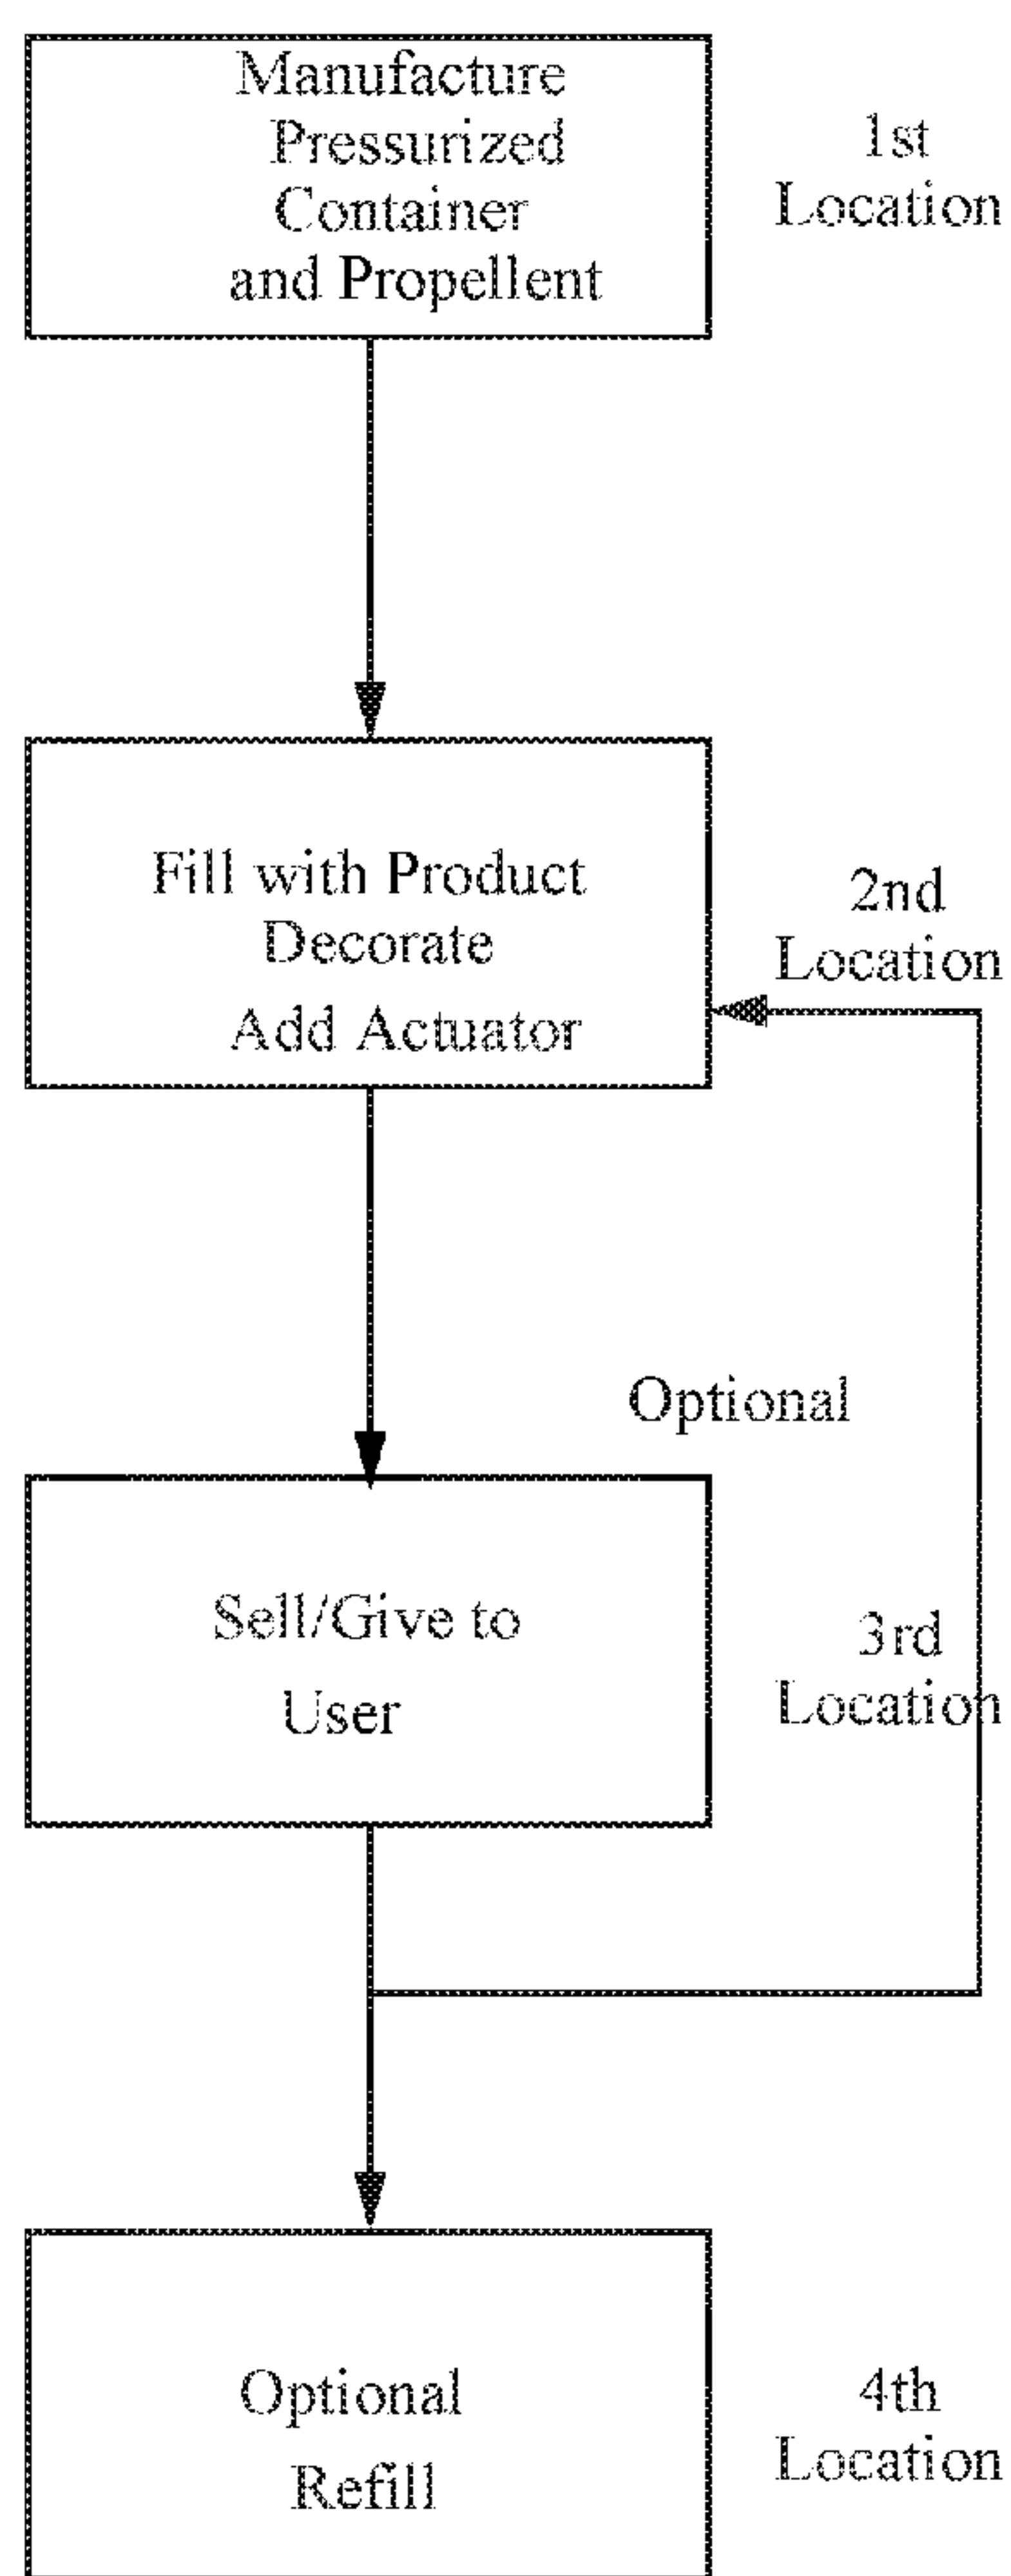 Manufacture
Pressurized
Container
and Propellent
1st
Location
Fill with Product
Decorate
Add Actuator
2nd
Location
Optional
Sell/Give to
User
3rd
Location
Optional
Refill
4th
Location